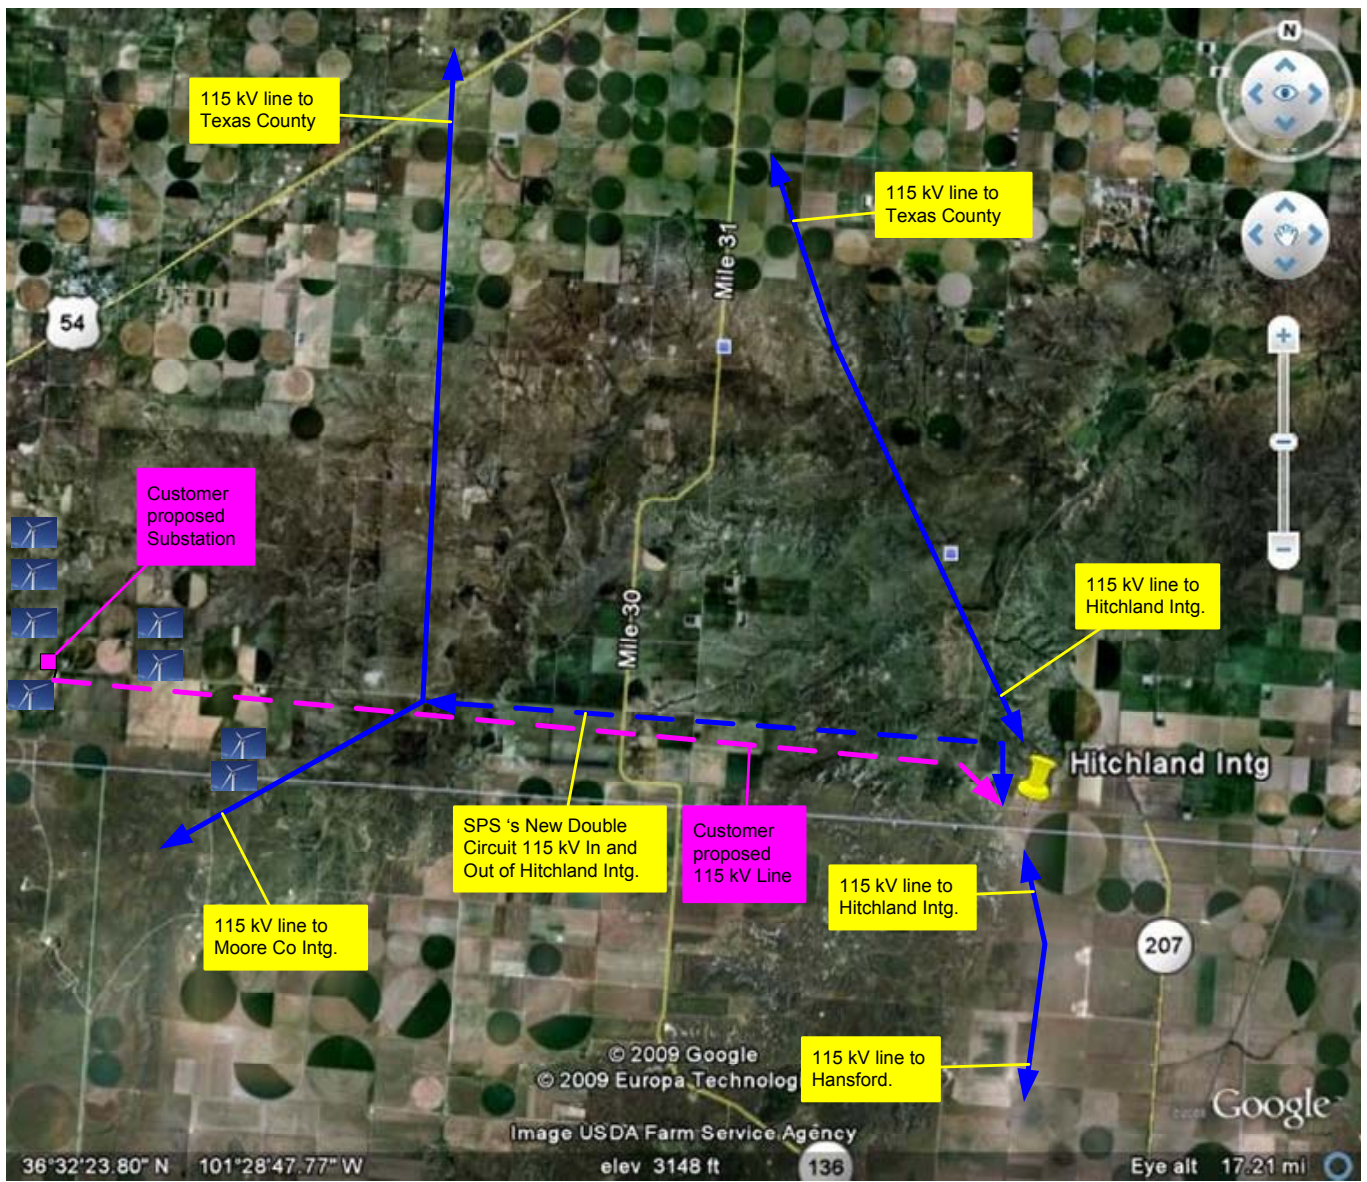 N
115 kV line to
Texas County
115 kV line to
Texas County
Mile 31
54
Customer
proposed
Substation
115 kV line to
Hitchland Intg.
Mile 30
Hitchland Intg
SPS ‘s New Double
Circuit 115 kV In and
Out of Hitchland Intg.
Customer
proposed
115 kV Line
115 kV line to
Hitchland Intg.
115 kV line to
Moore Co Intg.
207
© 2009 Google
© 2009 Europa Technologi
115 kV line to
Hansford.
Google
Image USDA Farm Service Agency
36°32'23.80" N 101°28'47.77" W
elev 3148 ft
136
Eye alt 17.21 mi